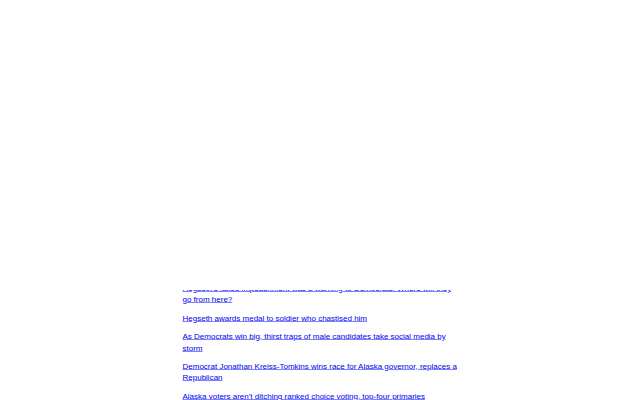 go from here?
Hegseth awards medal to soldier who chastised him
As Democrats win big, thirst traps of male candidates take social media by
storm
Democrat Jonathan Kreiss-Tomkins wins race for Alaska governor, replaces a
Republican
Alaska voters aren't ditching ranked choice voting, top-four primaries